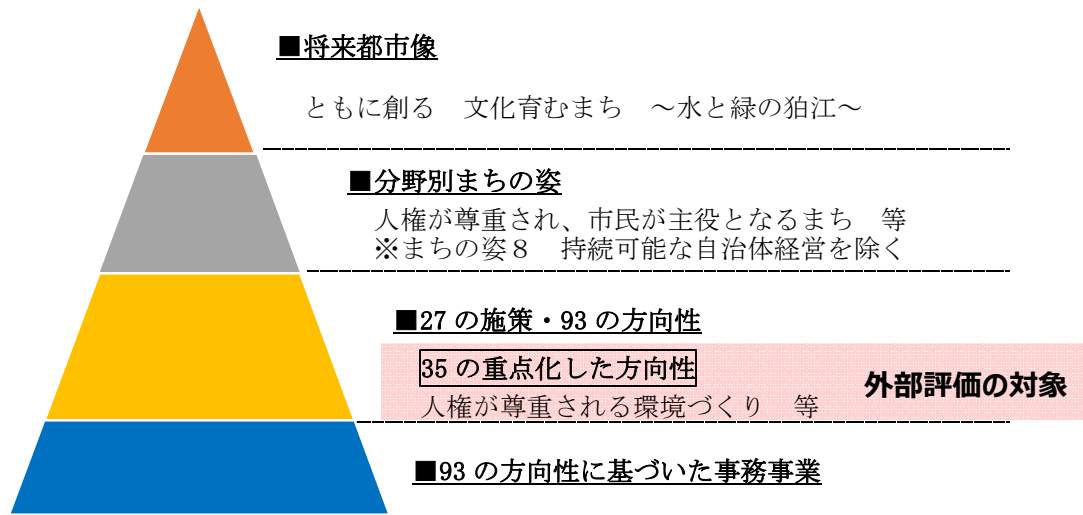 ■将来都市像
ともに創る　文化育むまち　～水と緑の狛江～
■分野別まちの姿
人権が尊重され、市民が主役となるまち　等
※まちの姿８　持続可能な自治体経営を除く
■27 の施策・93 の方向性
35 の重点化した方向性
外部評価の対象
人権が尊重される環境づくり　等
■93 の方向性に基づいた事務事業